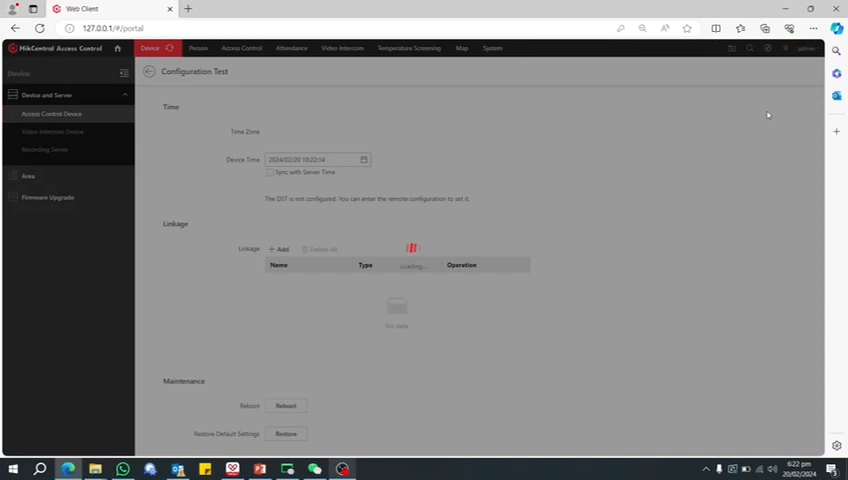 Web Client
127.0.0.1/#/portal
HikCentral Access Control
Device
Person
Access Control
Attendance
Video Intercom
Temperature Screening
Map
System
admin
Device
Configuration Test
Device and Server
Access Control Device
Video Intercom Device
Recording Server
Area
Firmware Upgrade
Time
Time Zone
Device Time
2024/02/20 18:22:14
Sync with Server Time
The DST is not configured. You can enter the remote configuration to set it.
Linkage
Linkage
+ Add
Delete All
Name
Type
Loading...
Operation
No data
Maintenance
Reboot
Reboot
Restore Default Settings
Restore
6:22 pm
20/02/2024